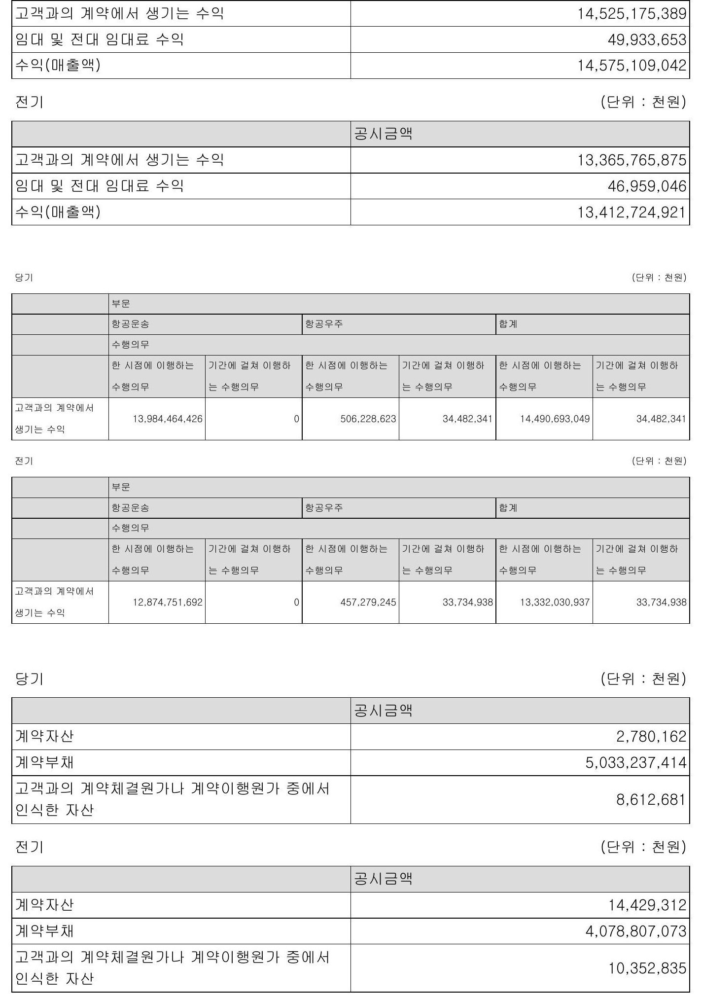 고객과의 계약에서 생기는 수익 14,525,175,389
임대 및 전대 임대료 수익 49,933,653
수익(매출액) 14,575,109,042
전기 (단위 : 천원)
공시금액
고객과의 계약에서 생기는 수익 13,365,765,875
임대 및 전대 임대료 수익 46,959,046
수익(매출액) 13,412,724,921
당기 (단위 : 천원)
부문
항공운송 항공우주 합계
수행의무
한 시점에 이행하는 기간에 걸쳐 이행하 한 시점에 이행하는 기간에 걸쳐 이행하 한 시점에 이행하는 기간에 걸쳐 이행하
수행의무 는 수행의무 수행의무 는 수행의무 수행의무 는 수행의무
고객과의 계약에서
생기는 수익
13,984,464,426 0 506,228,623 34,482,341 14,490,693,049 34,482,341
전기 (단위 : 천원)
부문
항공운송 항공우주 합계
수행의무
한 시점에 이행하는 기간에 걸쳐 이행하 한 시점에 이행하는 기간에 걸쳐 이행하 한 시점에 이행하는 기간에 걸쳐 이행하
수행의무 는 수행의무 수행의무 는 수행의무 수행의무 는 수행의무
고객과의 계약에서
생기는 수익
12,874,751,692 0 457,279,245 33,734,938 13,332,030,937 33,734,938
당기 (단위 : 천원)
공시금액
계약자산 2,780,162
계약부채 5,033,237,414
고객과의 계약체결원가나 계약이행원가 중에서
인식한 자산
8,612,681
전기 (단위 : 천원)
공시금액
계약자산 14,429,312
계약부채 4,078,807,073
고객과의 계약체결원가나 계약이행원가 중에서
인식한 자산
10,352,835